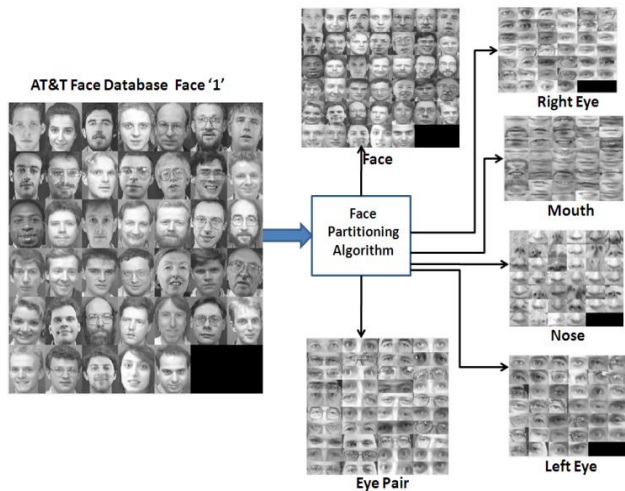 AT&T Face Database Face '1'
Face
Face
Partitioning
Algorithm
Right Eye
Mouth
Nose
Left Eye
Eye Pair